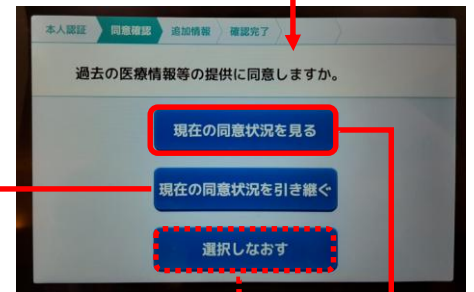 本人認証 同意確認 追加情報 確認完了
過去の医療情報等の提供に同意しますか。
現在の同意状況を見る
現在の同意状況を引き継ぐ
選択しなおす